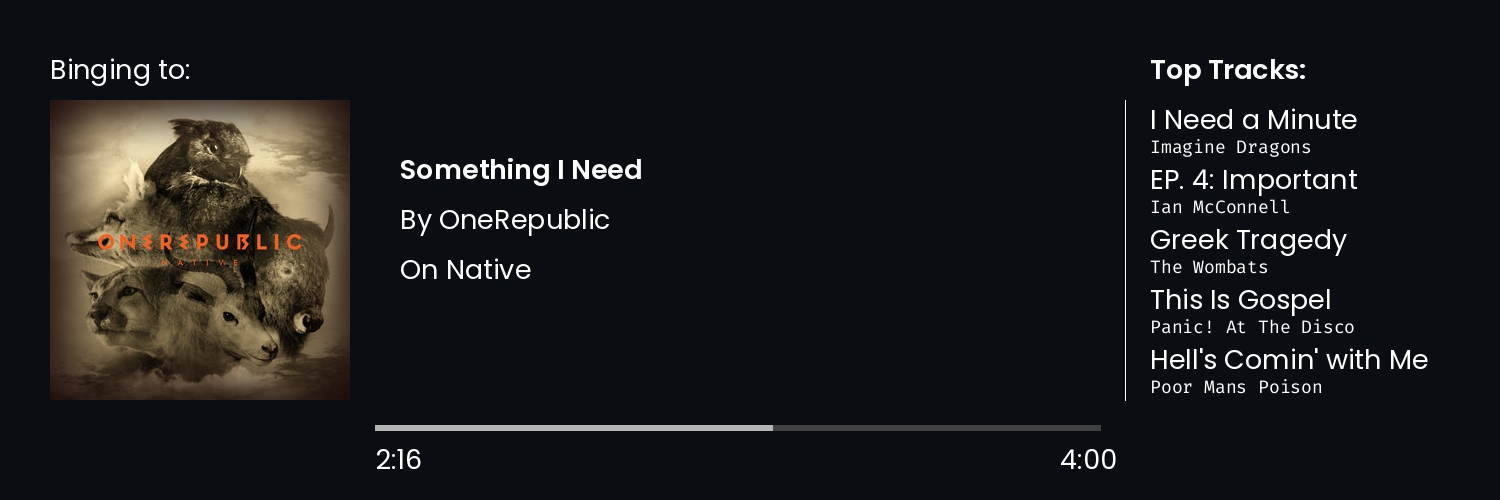 Binging to:
ONEREPUBLIC
NATIVE
Something I Need
By OneRepublic
On Native
2:16
4:00
Top Tracks:
I Need a Minute
Imagine Dragons
EP. 4: Important
Ian McConnell
Greek Tragedy
The Wombats
This Is Gospel
Panic! At The Disco
Hell's Comin' with Me
Poor Mans Poison